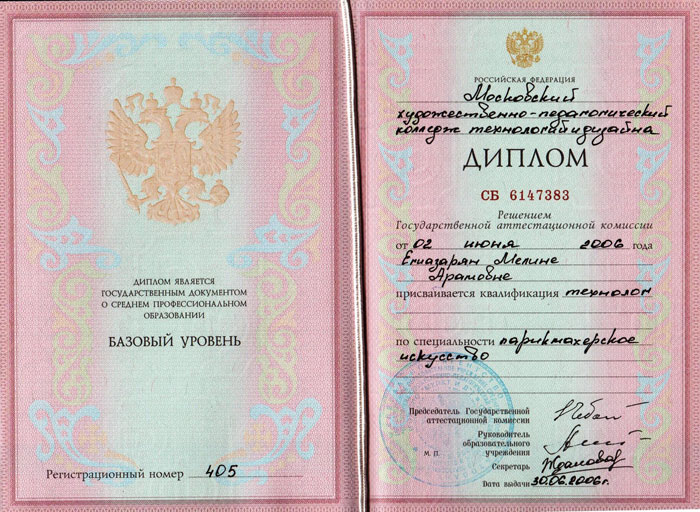 ДИПЛОМ ЯВЛЯЕТСЯ
ГОСУДАРСТВЕННЫМ ДОКУМЕНТОМ
О СРЕДНЕМ ПРОФЕССИОНАЛЬНОМ
ОБРАЗОВАНИИ
БАЗОВЫЙ УРОВЕНЬ
Регистрационный номер 405
РОССИЙСКАЯ ФЕДЕРАЦИЯ
Московский
художественно-педагогический
колледж технологий и дизайна
ДИПЛОМ
СБ 6147383
Решением
Государственной аттестационной комиссии
от 02 июня 2006 года
Егиазарян Мелине
Арамовне
присваивается квалификация технолог
по специальности парикмахерское
искусство
Председатель Государственной
аттестационной комиссии
Руководитель
образовательного
учреждения
М. П.
Секретарь
Дата выдачи 30.06.2006г.